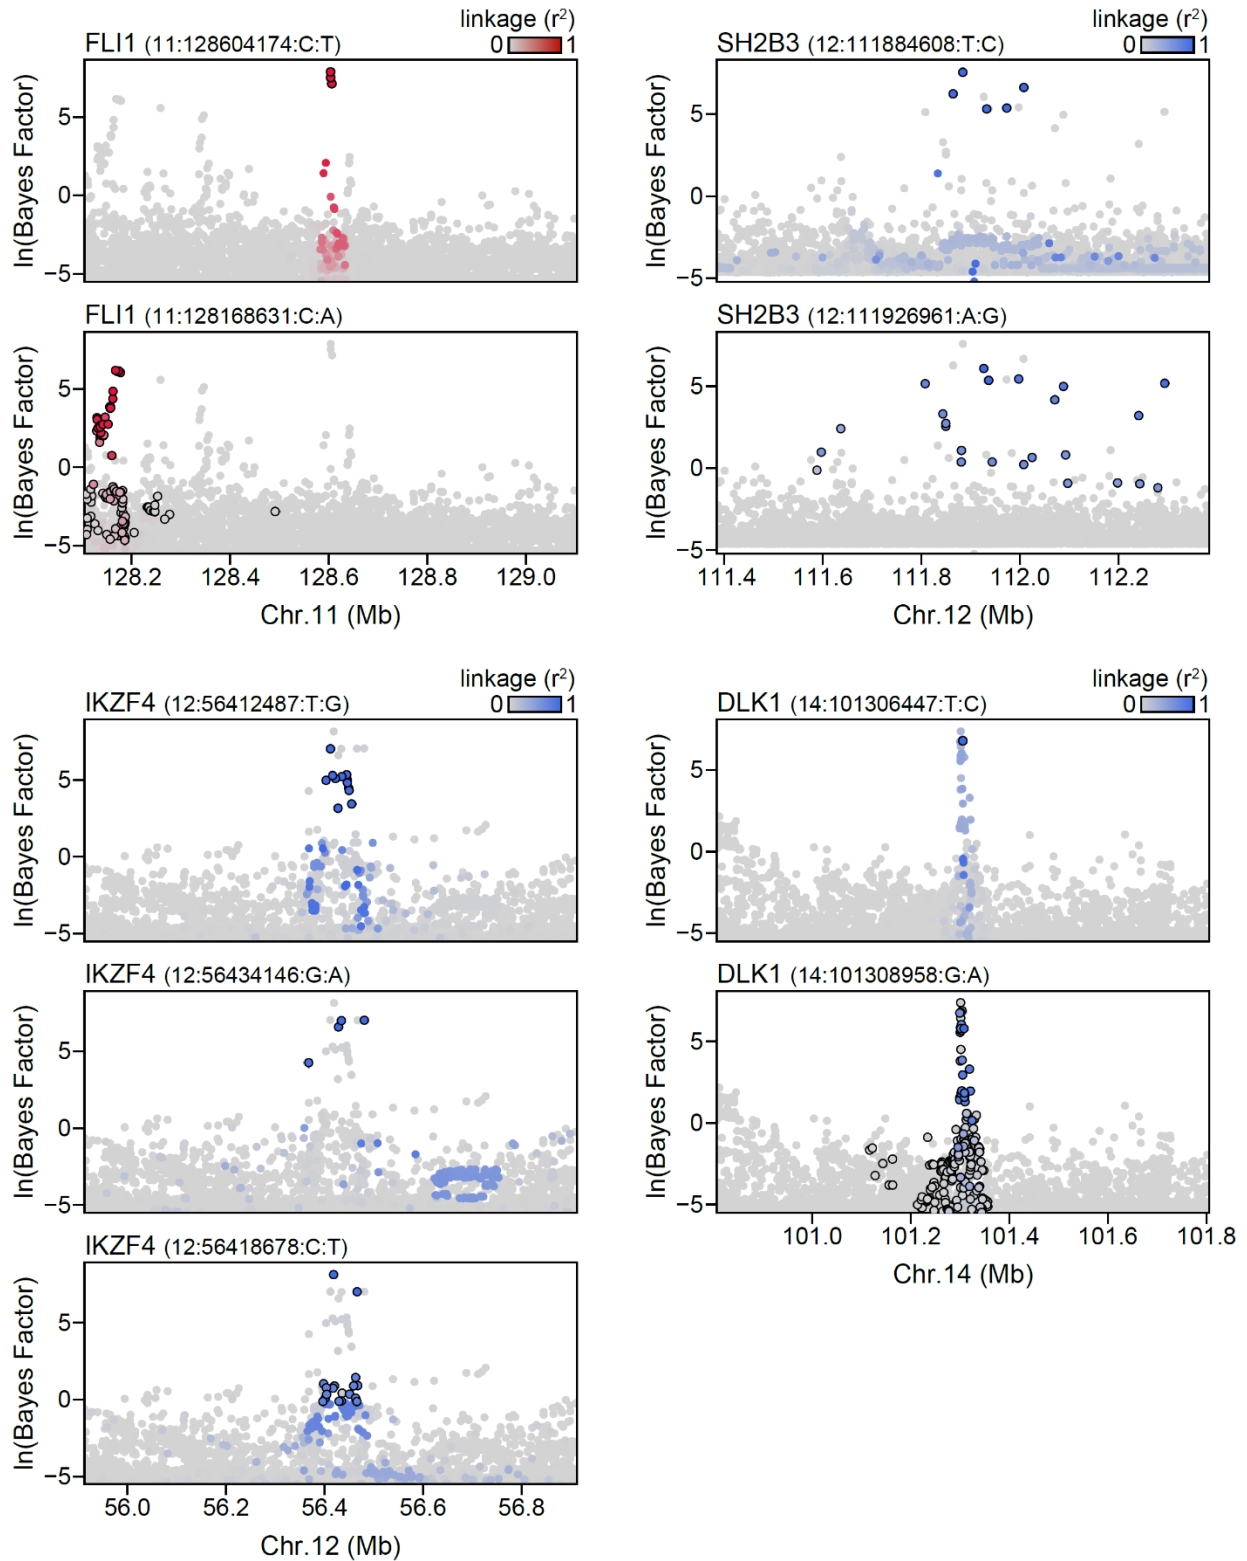 linkage (r²)
0 1
FLI1 (11:128604174:C:T)
ln(Bayes Factor)
5
0
−5
FLI1 (11:128168631:C:A)
ln(Bayes Factor)
5
0
−5
128.2 128.4 128.6 128.8 129.0
Chr.11 (Mb)
linkage (r²)
0 1
SH2B3 (12:111884608:T:C)
ln(Bayes Factor)
5
0
−5
SH2B3 (12:111926961:A:G)
ln(Bayes Factor)
5
0
−5
111.4 111.6 111.8 112.0 112.2
Chr.12 (Mb)
linkage (r²)
0 1
IKZF4 (12:56412487:T:G)
ln(Bayes Factor)
5
0
−5
IKZF4 (12:56434146:G:A)
ln(Bayes Factor)
5
0
−5
IKZF4 (12:56418678:C:T)
ln(Bayes Factor)
5
0
−5
56.0 56.2 56.4 56.6 56.8
Chr.12 (Mb)
linkage (r²)
0 1
DLK1 (14:101306447:T:C)
ln(Bayes Factor)
5
0
−5
DLK1 (14:101308958:G:A)
ln(Bayes Factor)
5
0
−5
101.0 101.2 101.4 101.6 101.8
Chr.14 (Mb)